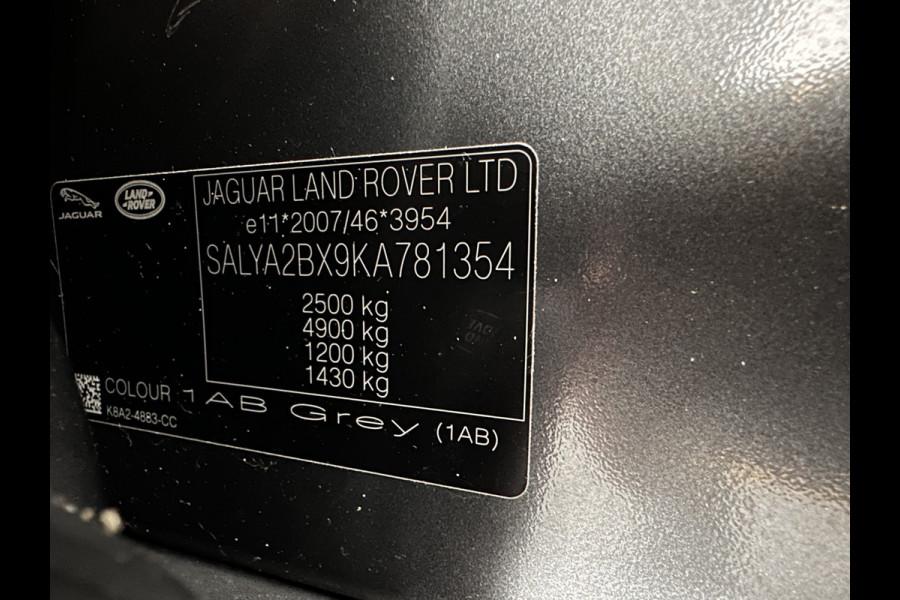 JAGUAR
LAND ROVER
JAGUAR LAND ROVER LTD
e11*2007/46*3954
SALYA2BX9KA781354
2500 kg
4900 kg
1200 kg
1430 kg
COLOUR 1AB Grey (1AB)
K8A2-4883-CC